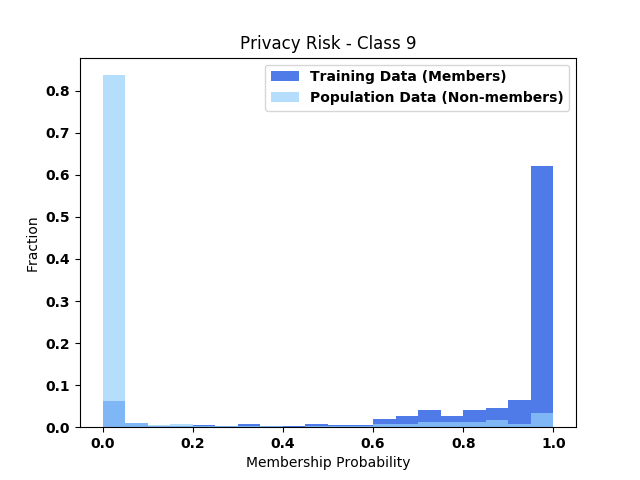 Privacy Risk - Class 9
Training Data (Members)
Population Data (Non-members)
Fraction
0.8
0.7
0.6
0.5
0.4
0.3
0.2
0.1
0.0
0.0 0.2 0.4 0.6 0.8 1.0
Membership Probability